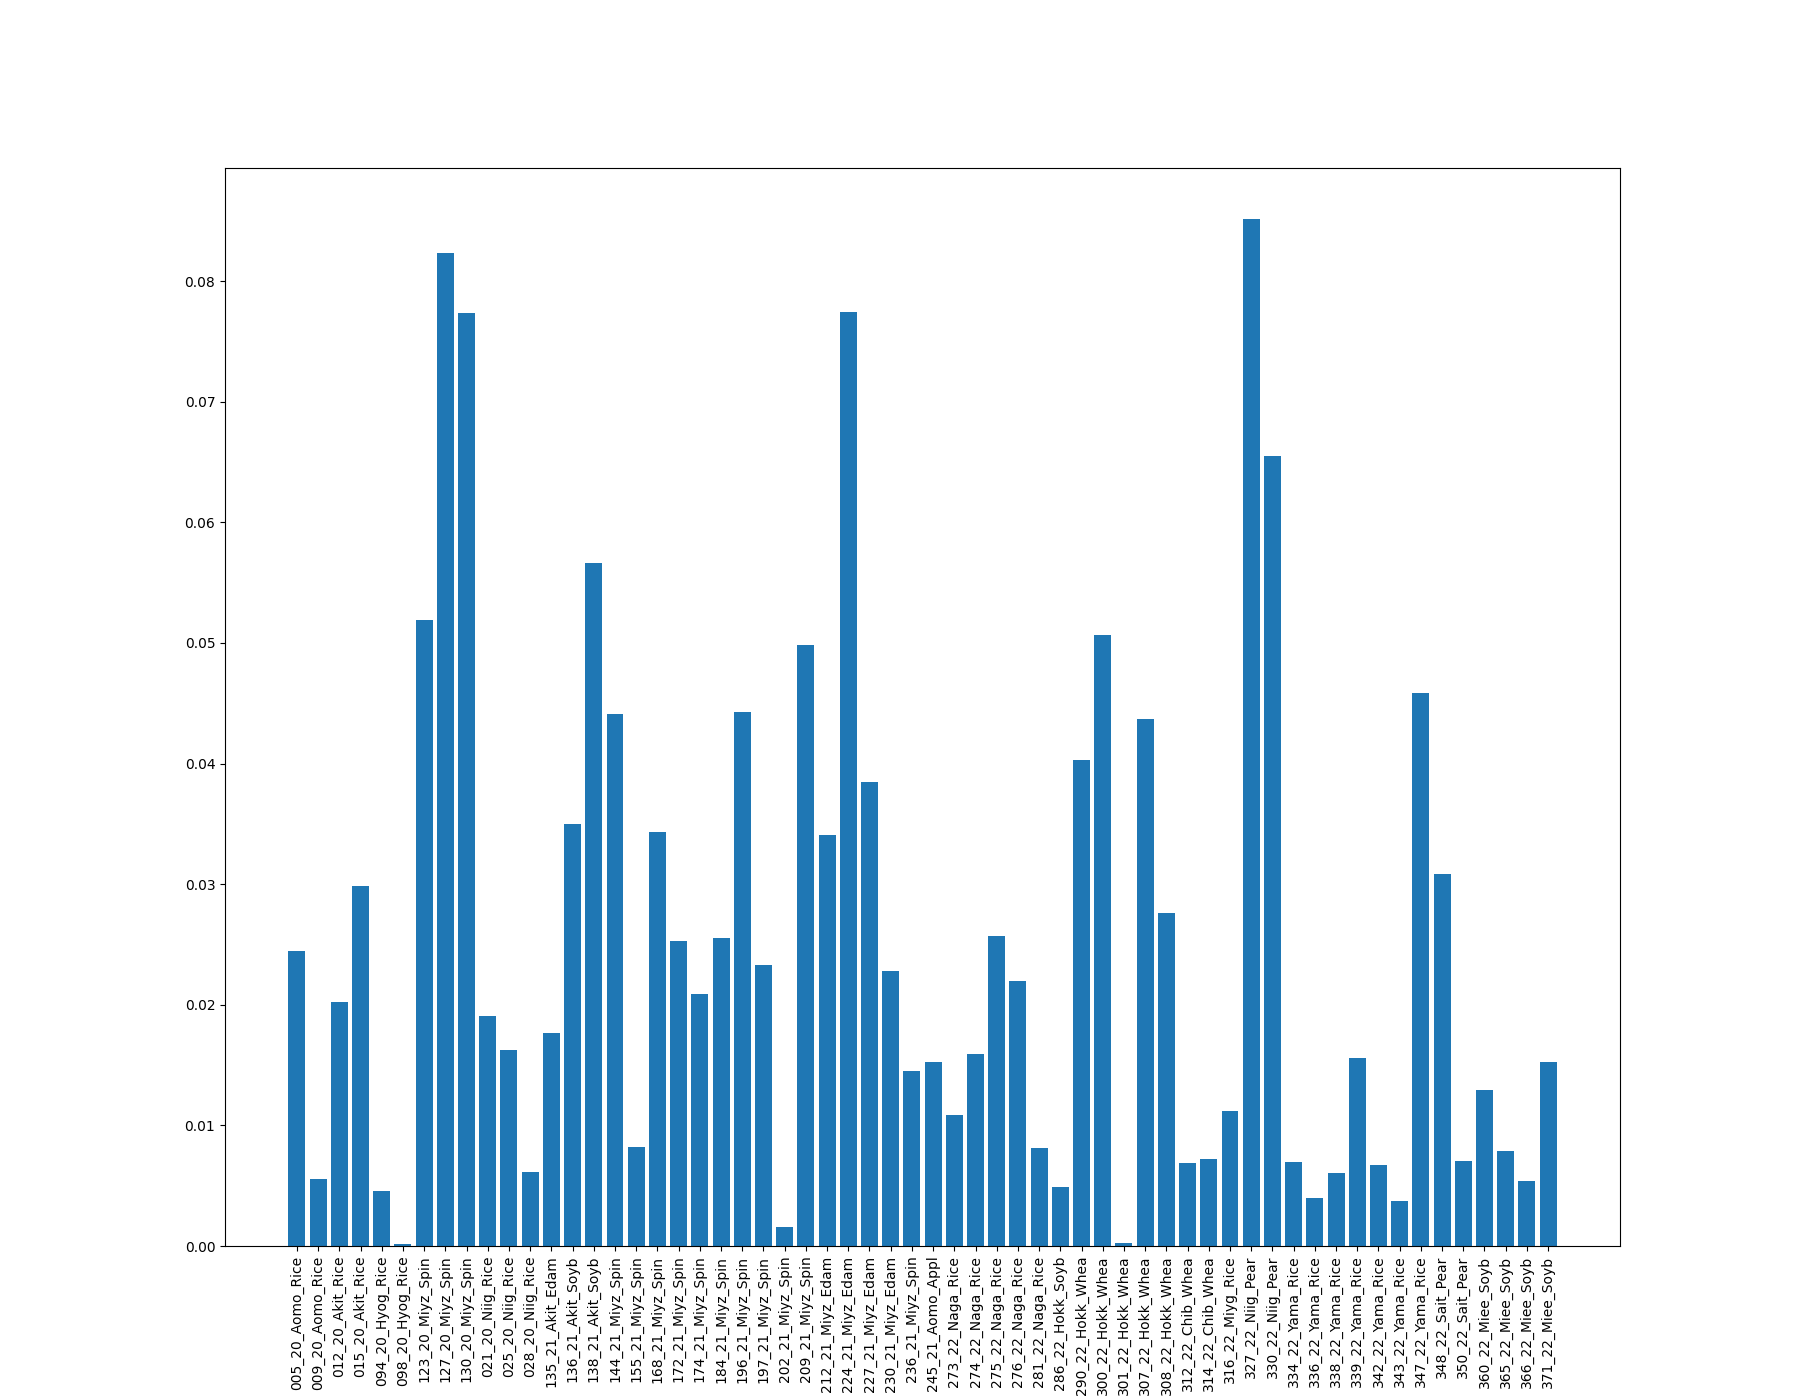 0.08
0.07
0.06
0.05
0.04
0.03
0.02
0.01
0.00
005_20_Aomo_Rice
009_20_Aomo_Rice
012_20_Akit_Rice
015_20_Akit_Rice
094_20_Hyog_Rice
098_20_Hyog_Rice
123_20_Miyz_Spin
127_20_Miyz_Spin
130_20_Miyz_Spin
021_20_Niig_Rice
025_20_Niig_Rice
028_20_Niig_Rice
135_21_Akit_Edam
136_21_Akit_Soyb
138_21_Akit_Soyb
144_21_Miyz_Spin
155_21_Miyz_Spin
168_21_Miyz_Spin
172_21_Miyz_Spin
174_21_Miyz_Spin
184_21_Miyz_Spin
196_21_Miyz_Spin
197_21_Miyz_Spin
202_21_Miyz_Spin
209_21_Miyz_Spin
212_21_Miyz_Edam
224_21_Miyz_Edam
227_21_Miyz_Edam
230_21_Miyz_Edam
236_21_Miyz_Spin
245_21_Aomo_Appl
273_22_Naga_Rice
274_22_Naga_Rice
275_22_Naga_Rice
276_22_Naga_Rice
281_22_Naga_Rice
286_22_Hokk_Soyb
290_22_Hokk_Whea
300_22_Hokk_Whea
301_22_Hokk_Whea
307_22_Hokk_Whea
308_22_Hokk_Whea
312_22_Chib_Whea
314_22_Chib_Whea
316_22_Miyg_Rice
327_22_Niig_Pear
330_22_Niig_Pear
334_22_Yama_Rice
336_22_Yama_Rice
338_22_Yama_Rice
339_22_Yama_Rice
342_22_Yama_Rice
343_22_Yama_Rice
347_22_Yama_Rice
348_22_Sait_Pear
350_22_Sait_Pear
360_22_Miee_Soyb
365_22_Miee_Soyb
366_22_Miee_Soyb
371_22_Miee_Soyb